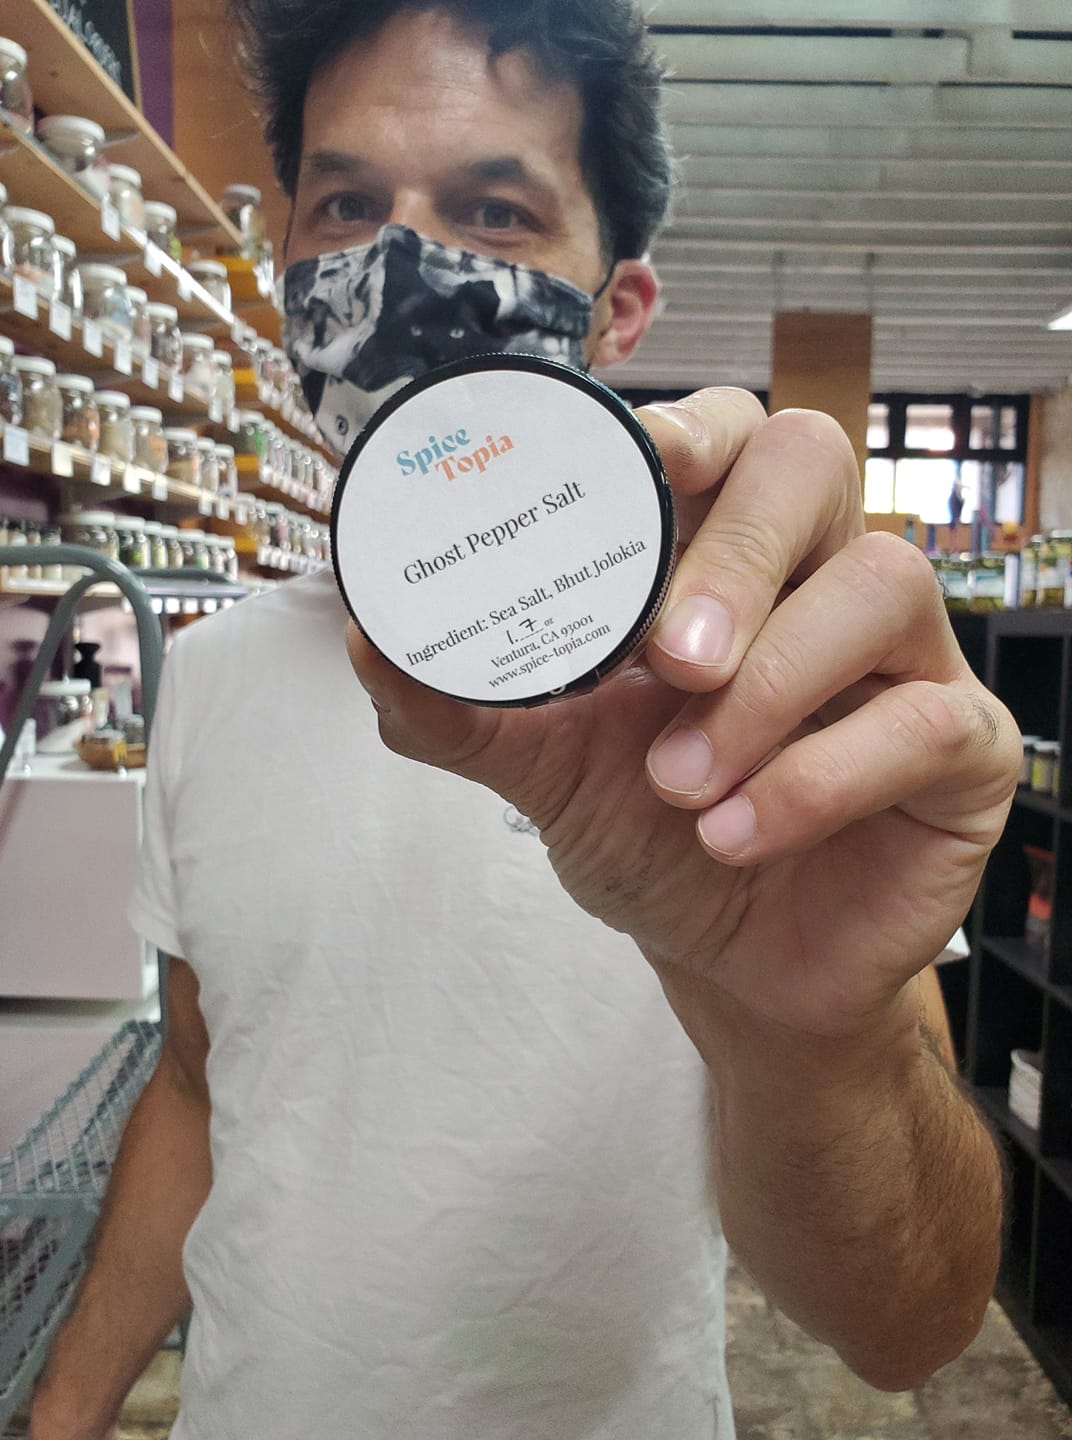 Spice
Topia
Ghost Pepper Salt
Ingredient: Sea Salt, Bhut Jolokia
1.7 oz
Ventura, CA 93001
www.spice-topia.com